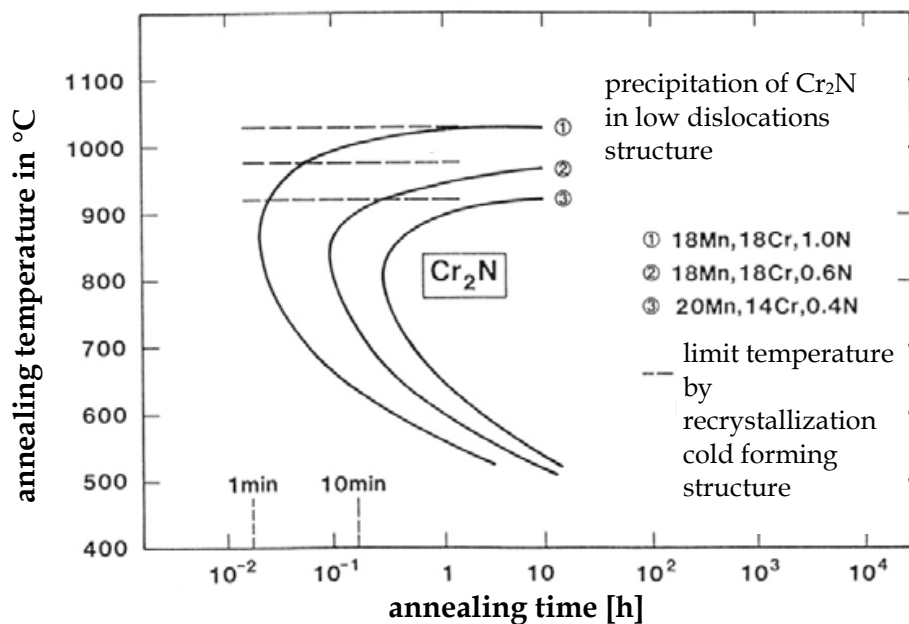 annealing temperature in °C
1100
1000
900
800
700
600
500
400
precipitation of Cr₂N
in low dislocations
structure
①
②
③
Cr₂N
① 18Mn,18Cr,1.0N
② 18Mn,18Cr,0.6N
③ 20Mn,14Cr,0.4N
limit temperature
by
recrystallization
cold forming
structure
1min
10min
10⁻² 10⁻¹ 1 10 10² 10³ 10⁴
annealing time [h]